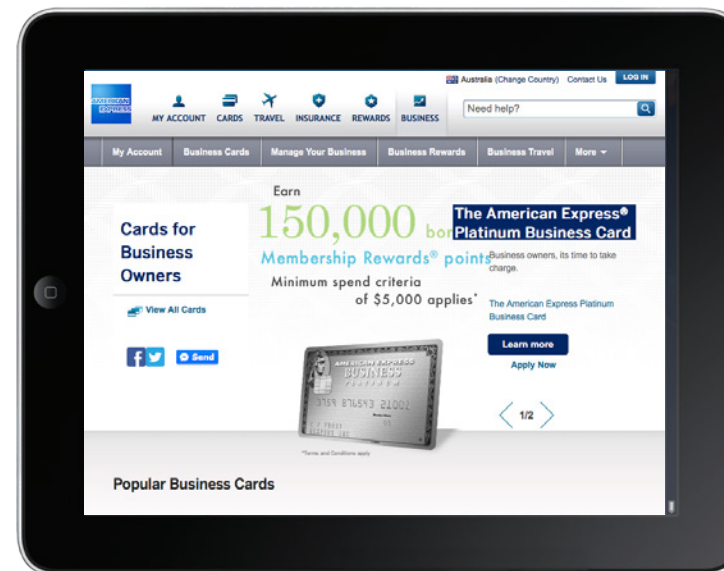 Australia (Change Country) Contact Us LOG IN
AMERICAN EXPRESS
MY ACCOUNT CARDS TRAVEL INSURANCE REWARDS BUSINESS
Need help?
My Account Business Cards Manage Your Business Business Rewards Business Travel More
Cards for
Business
Owners
View All Cards
Send
Earn
150,000 bon
Membership Rewards® points
Minimum spend criteria
of $5,000 applies*
The American Express®
Platinum Business Card
Business owners, its time to take
charge.
The American Express Platinum
Business Card
Learn more
Apply Now
1/2
AMERICAN EXPRESS
BUSINESS
PLATINUM
3759 876543 21001
*Terms and Conditions apply
Popular Business Cards